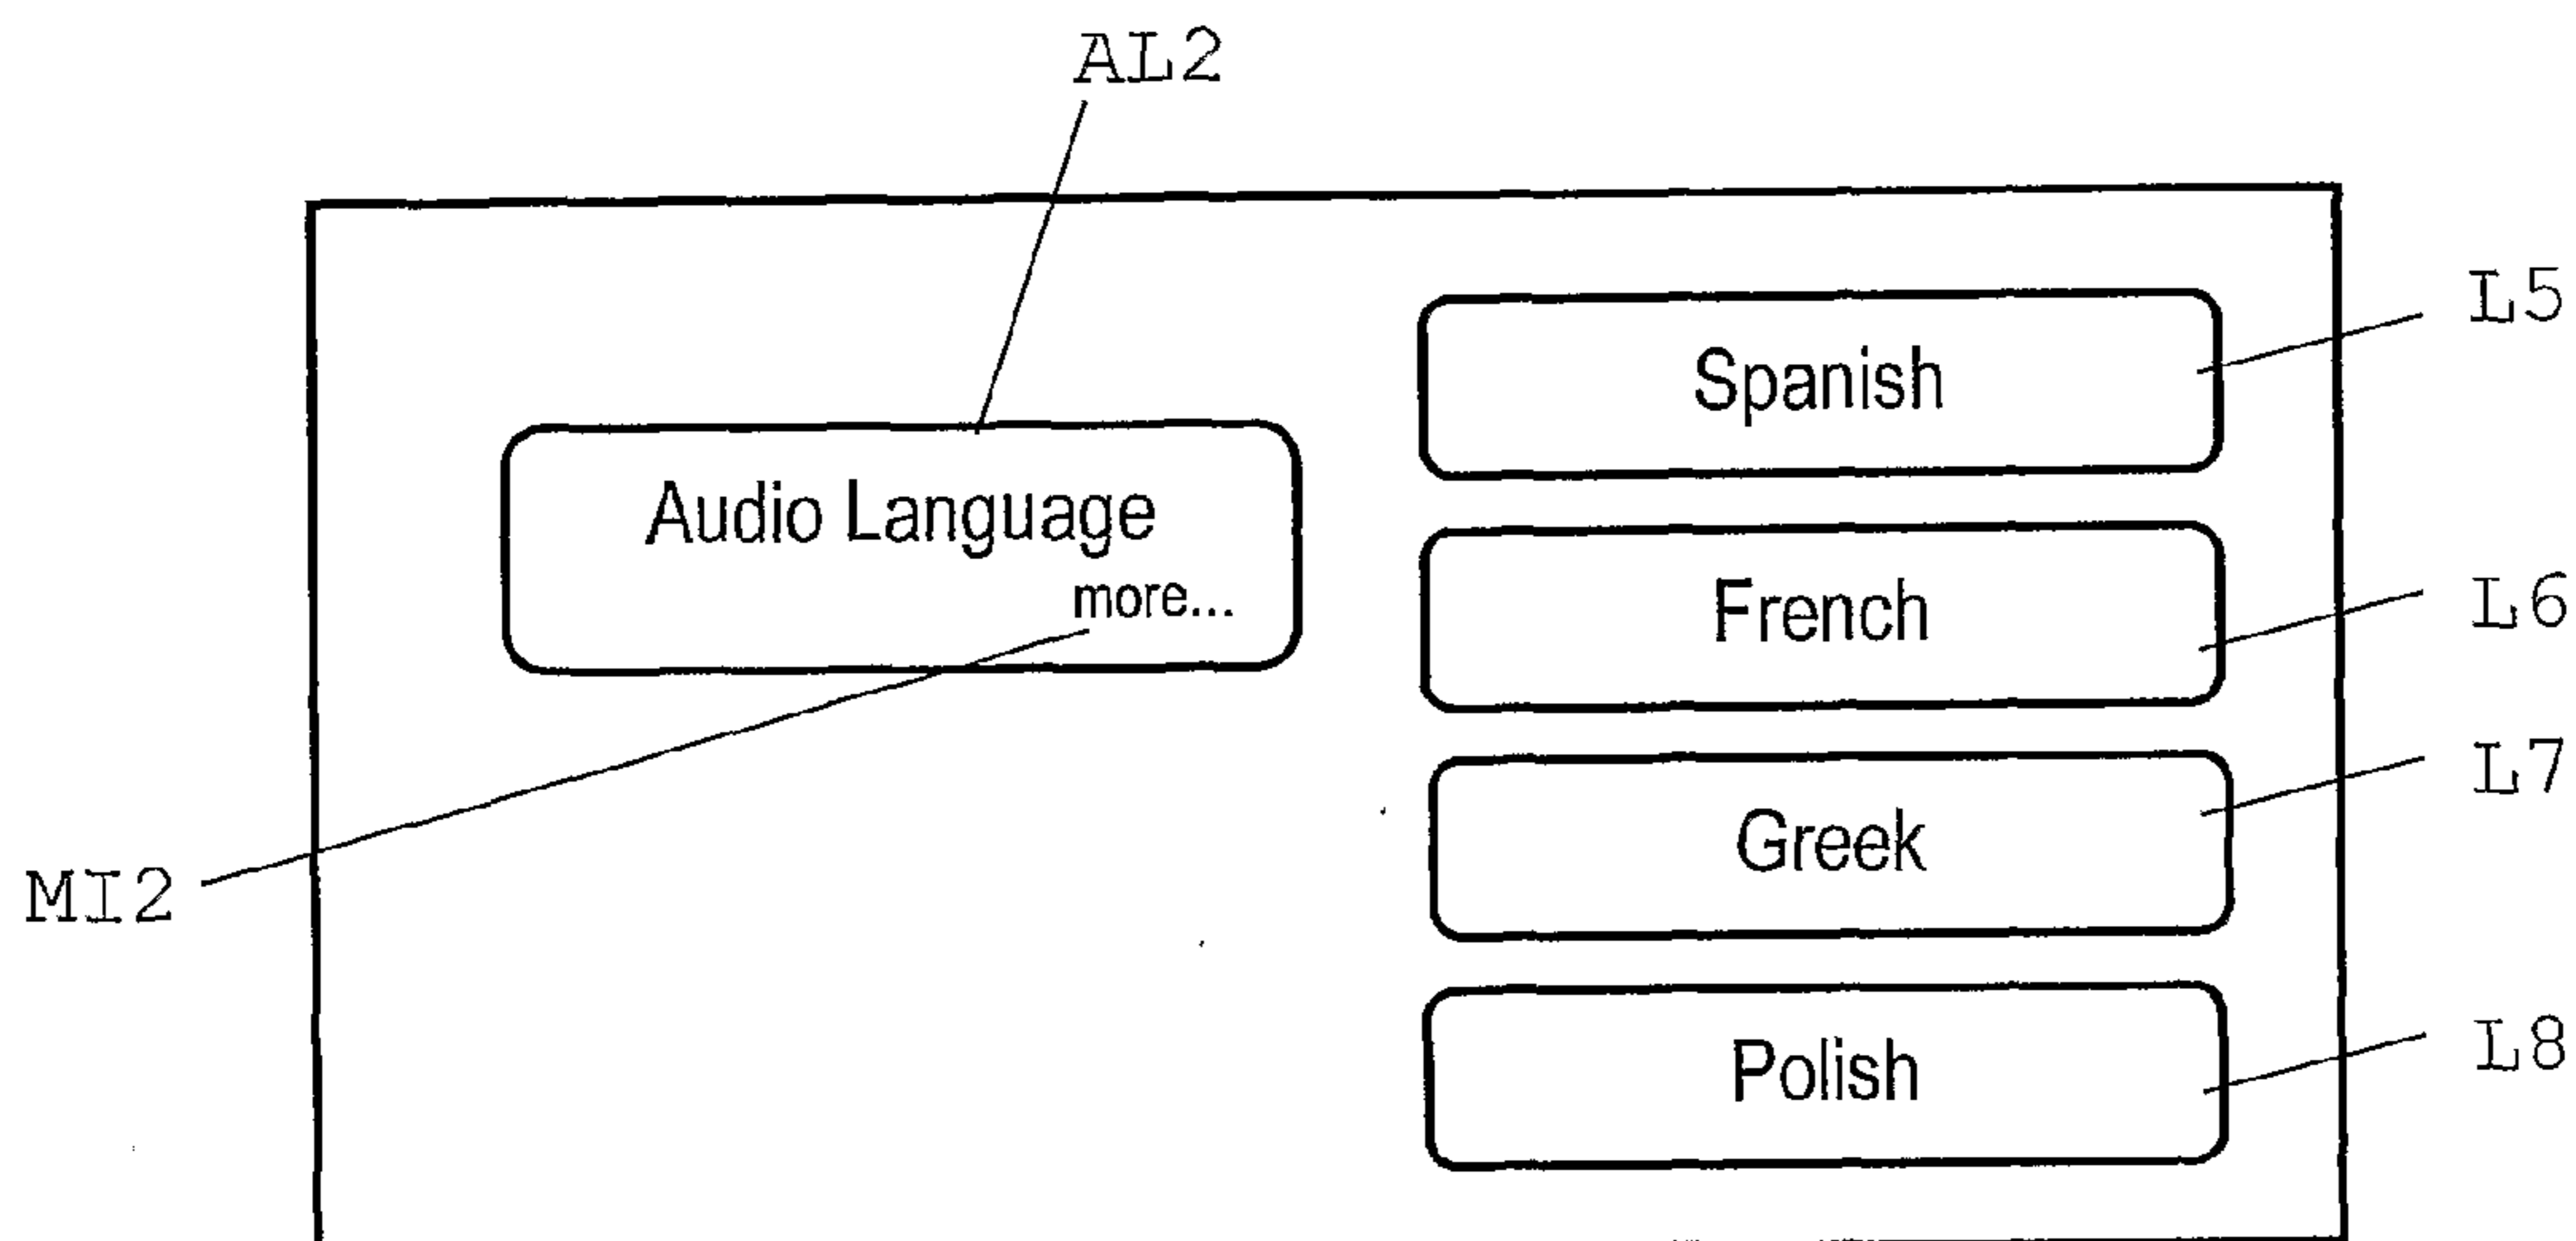 AL2
Spanish
L5
Audio Language
more...
French
L6
Greek
L7
MI2
Polish
L8